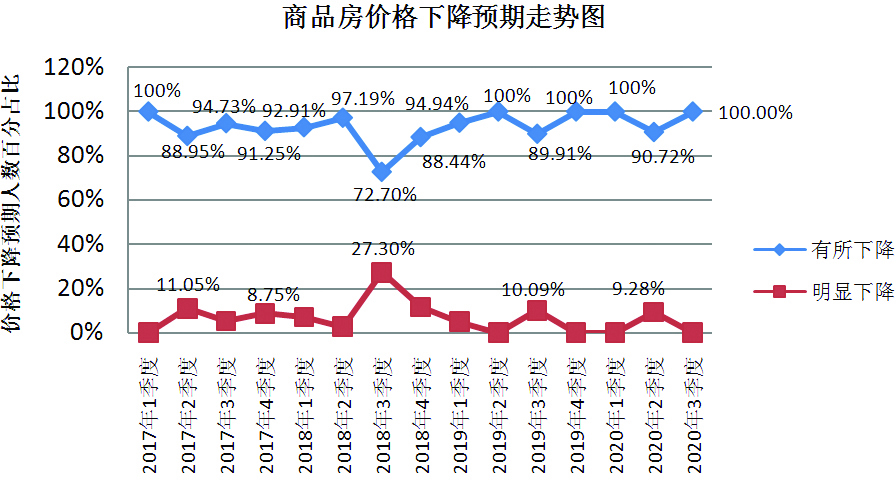 商品房价格下降预期走势图
价格下降预期人数百分占比
120%
100%
80%
60%
40%
20%
0%
100%
88.95%
94.73%
91.25%
92.91%
97.19%
72.70%
88.44%
94.94%
100%
89.91%
100%
100%
90.72%
100.00%
11.05%
8.75%
27.30%
10.09%
9.28%
有所下降
明显下降
2017年1季度
2017年2季度
2017年3季度
2017年4季度
2018年1季度
2018年2季度
2018年3季度
2018年4季度
2019年1季度
2019年2季度
2019年3季度
2019年4季度
2020年1季度
2020年2季度
2020年3季度